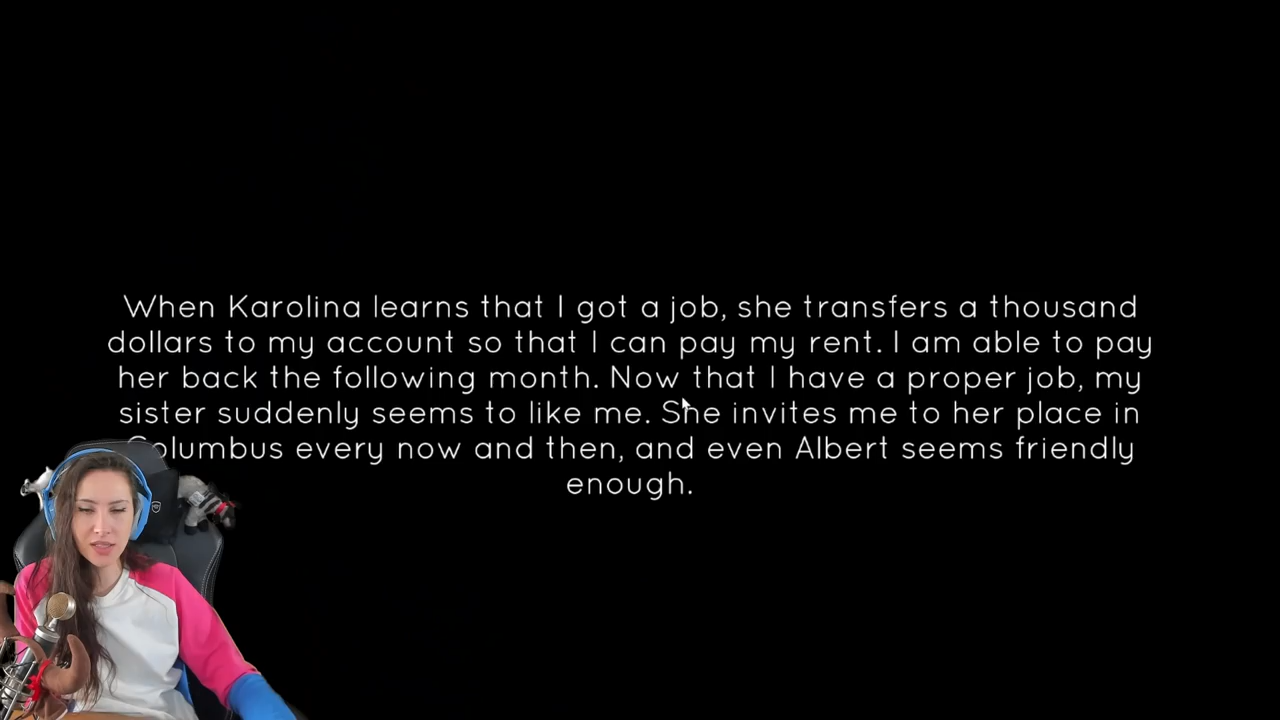 When Karolina learns that I got a job, she transfers a thousand
dollars to my account so that I can pay my rent. I am able to pay
her back the following month. Now that I have a proper job, my
sister suddenly seems to like me. She invites me to her place in
Columbus every now and then, and even Albert seems friendly
enough.